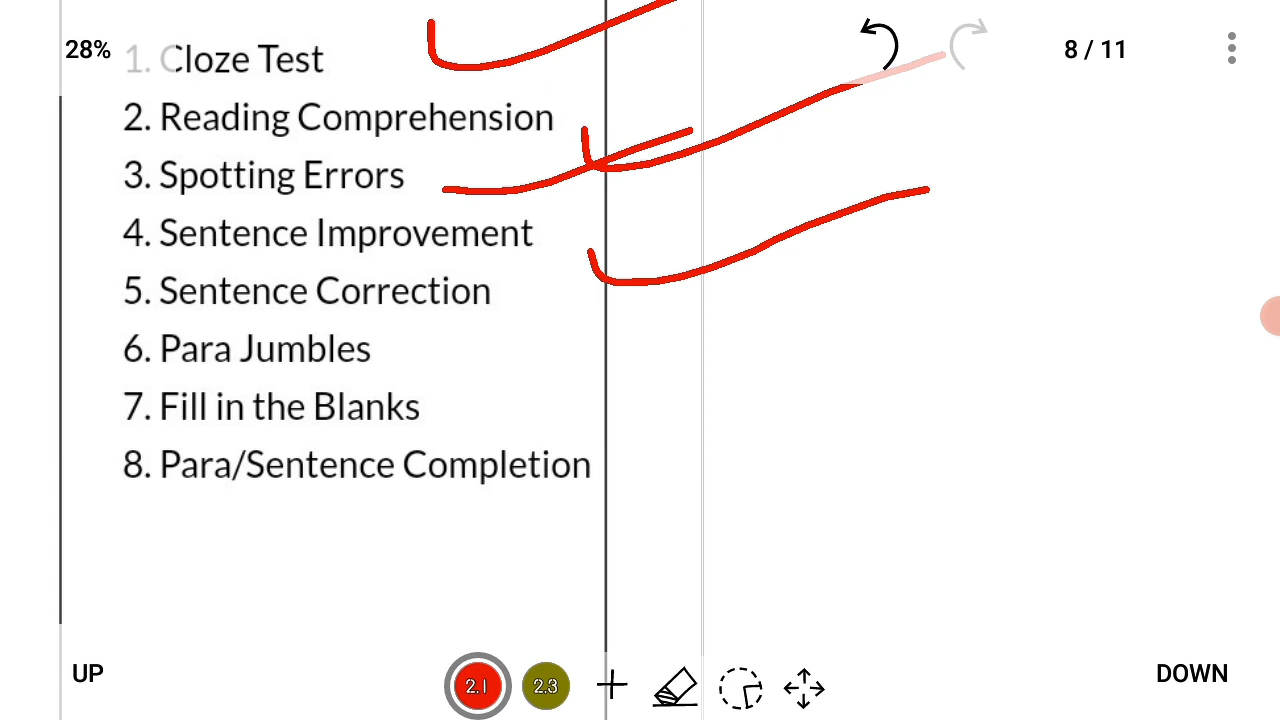 28%
1. Cloze Test
8 / 11
2. Reading Comprehension
3. Spotting Errors
4. Sentence Improvement
5. Sentence Correction
6. Para Jumbles
7. Fill in the Blanks
8. Para/Sentence Completion
UP
2.1
2.3
DOWN